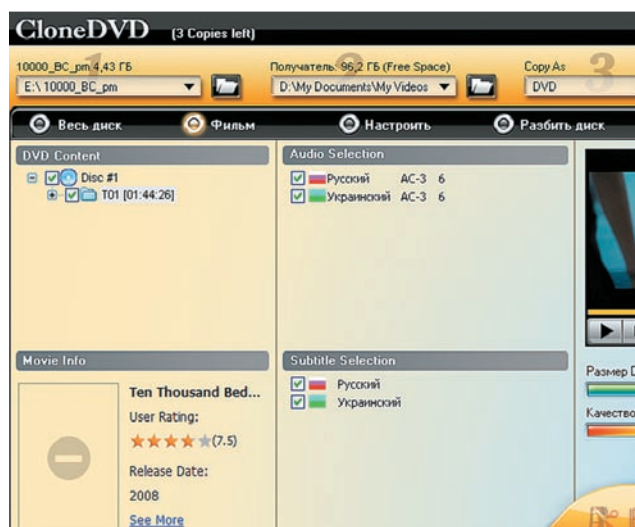 CloneDVD (3 Copies left)
1 2 3
10000_BC_pm 4,43 ГБ Получатель: 96,2 ГБ (Free Space) Copy As
E:\ 10000_BC_pm D:\My Documents\My Videos DVD
Весь диск Фильм Настроить Разбить диск
DVD Content
Disc #1
T01 [01:44:26]
Audio Selection
Русский AC-3 6
Украинский AC-3 6
Movie Info
Ten Thousand Bed...
User Rating:
(7.5)
Release Date:
2008
See More
Subtitle Selection
Русский
Украинский
Размер D
Качество